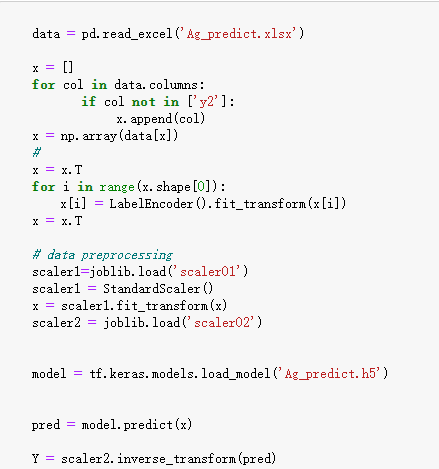 data = pd.read_excel('Ag_predict.xlsx')
x = []
for col in data.columns:
if col not in ['y2']:
x.append(col)
x = np.array(data[x])
#
x = x.T
for i in range(x.shape[0]):
x[i] = LabelEncoder().fit_transform(x[i])
x = x.T
# data preprocessing
scaler1=joblib.load('scaler01')
scaler1 = StandardScaler()
x = scaler1.fit_transform(x)
scaler2 = joblib.load('scaler02')
model = tf.keras.models.load_model('Ag_predict.h5')
pred = model.predict(x)
Y = scaler2.inverse_transform(pred)